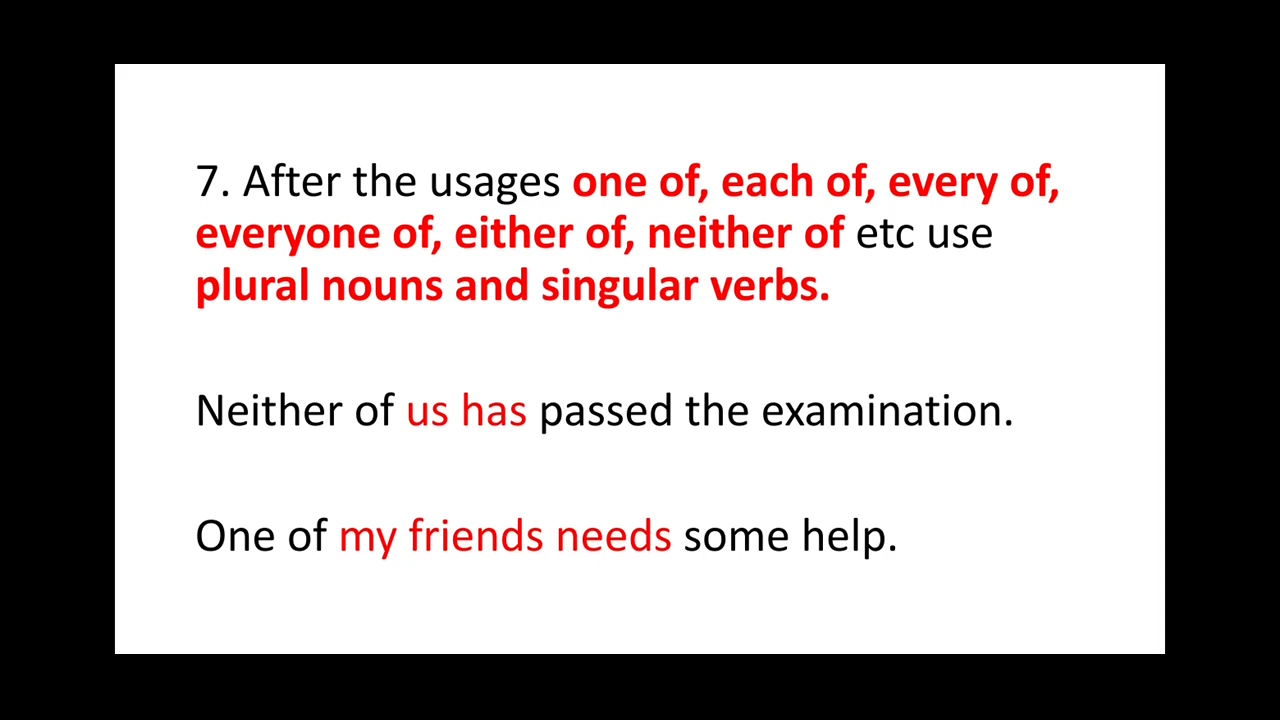 7. After the usages one of, each of, every of,
everyone of, either of, neither of etc use
plural nouns and singular verbs.
Neither of us has passed the examination.
One of my friends needs some help.